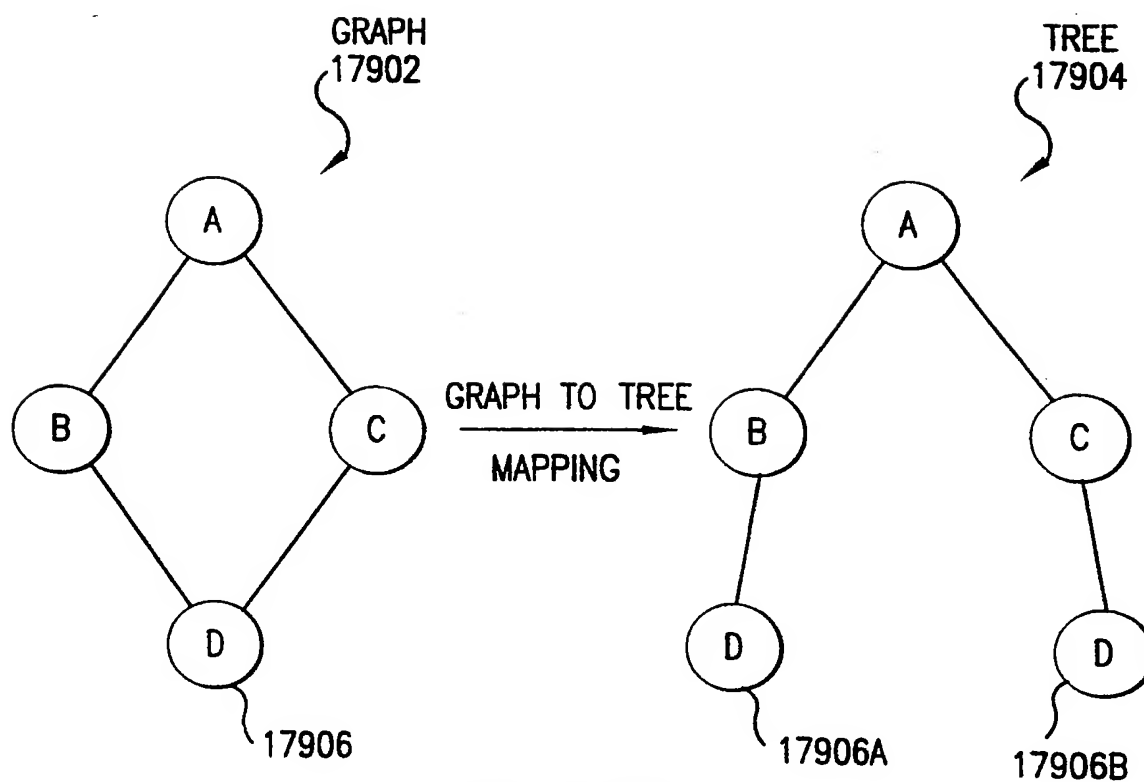 GRAPH
17902
TREE
17904
A
A
B
C
GRAPH TO TREE
MAPPING
B
C
D
D
D
17906
17906A
17906B